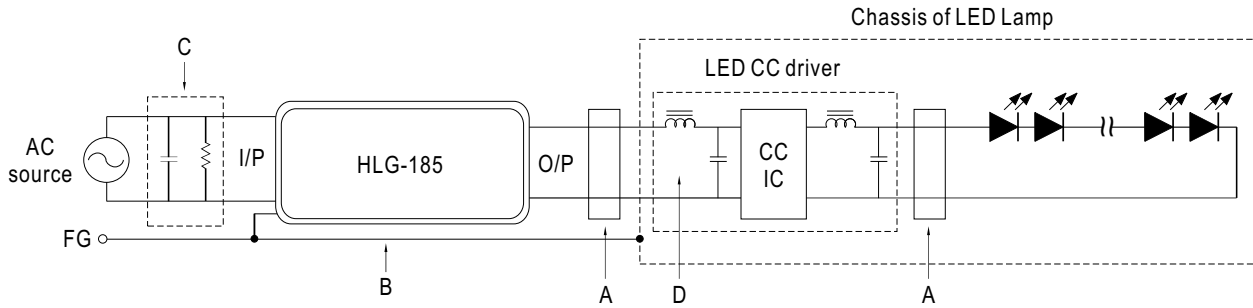 Chassis of LED Lamp
C
LED CC driver
AC
source
I/P
HLG-185
O/P
CC
IC
FG
B
A
D
A